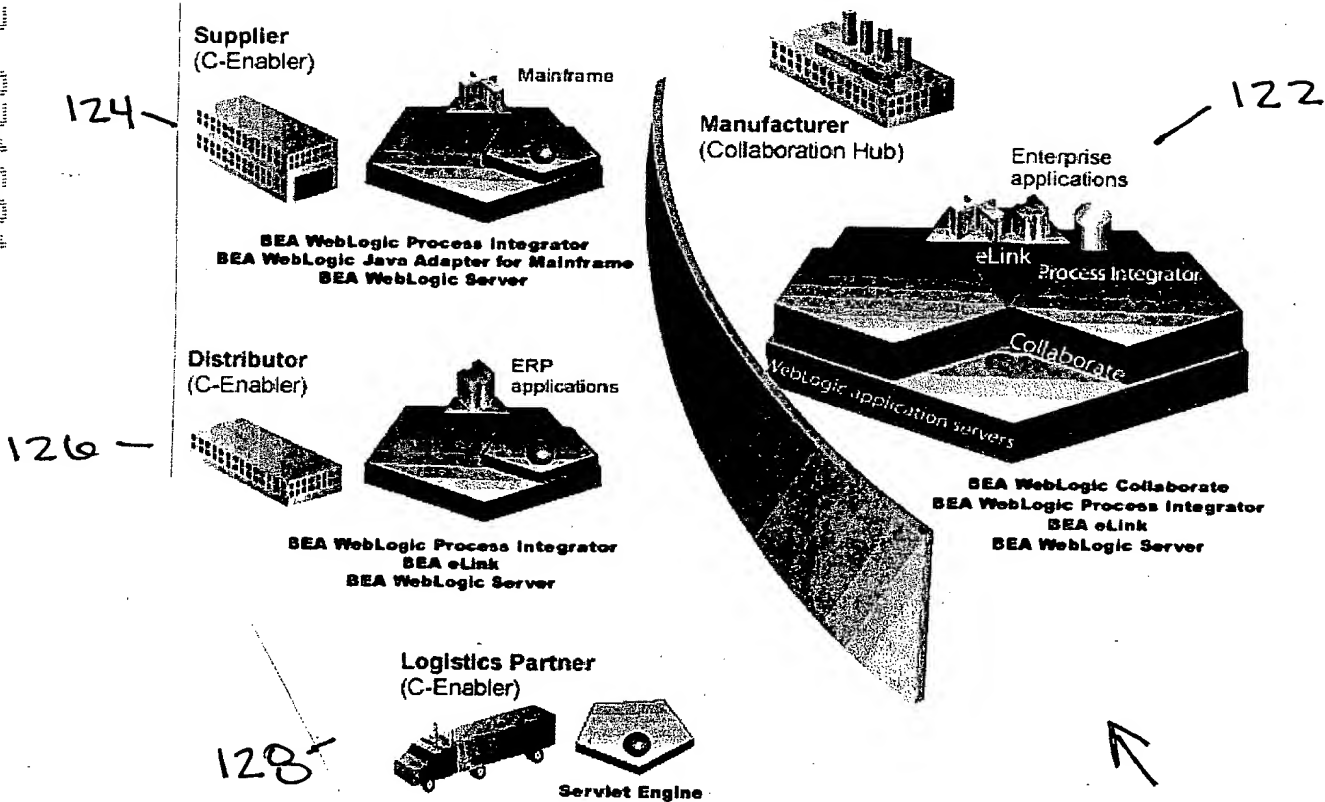 Supplier
(C-Enabler)
Mainframe
124
BEA WebLogic Process Integrator
BEA WebLogic Java Adapter for Mainframe
BEA WebLogic Server
Manufacturer
(Collaboration Hub)
122
Enterprise
applications
eLink
Process Integrator
Collaborate
WebLogic application servers
BEA WebLogic Collaborate
BEA WebLogic Process Integrator
BEA eLink
BEA WebLogic Server
Distributor
(C-Enabler)
ERP
applications
126
BEA WebLogic Process Integrator
BEA eLink
BEA WebLogic Server
Logistics Partner
(C-Enabler)
128
Servlet Engine